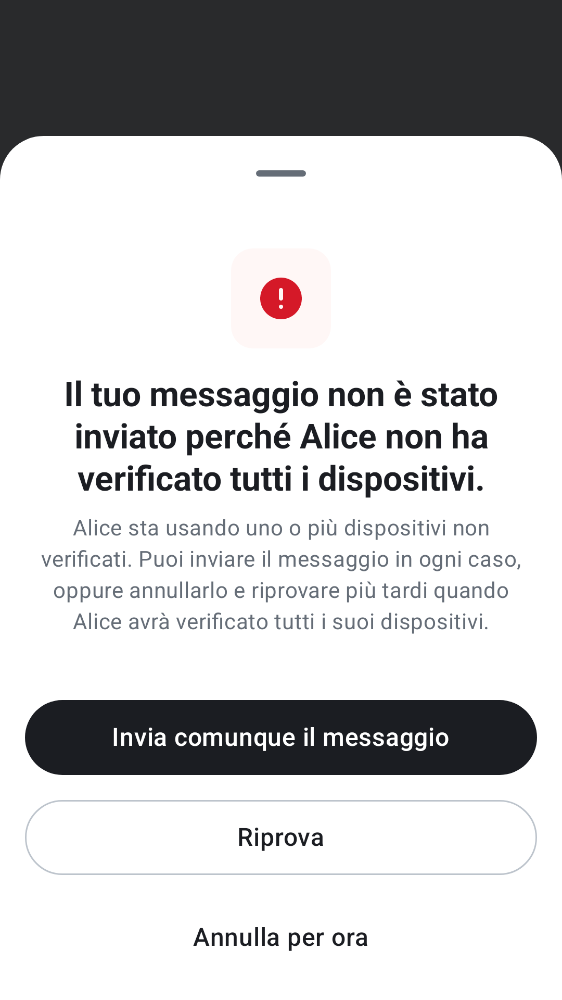 Il tuo messaggio non è stato
inviato perché Alice non ha
verificato tutti i dispositivi.
Alice sta usando uno o più dispositivi non
verificati. Puoi inviare il messaggio in ogni caso,
oppure annullarlo e riprovare più tardi quando
Alice avrà verificato tutti i suoi dispositivi.
Invia comunque il messaggio
Riprova
Annulla per ora